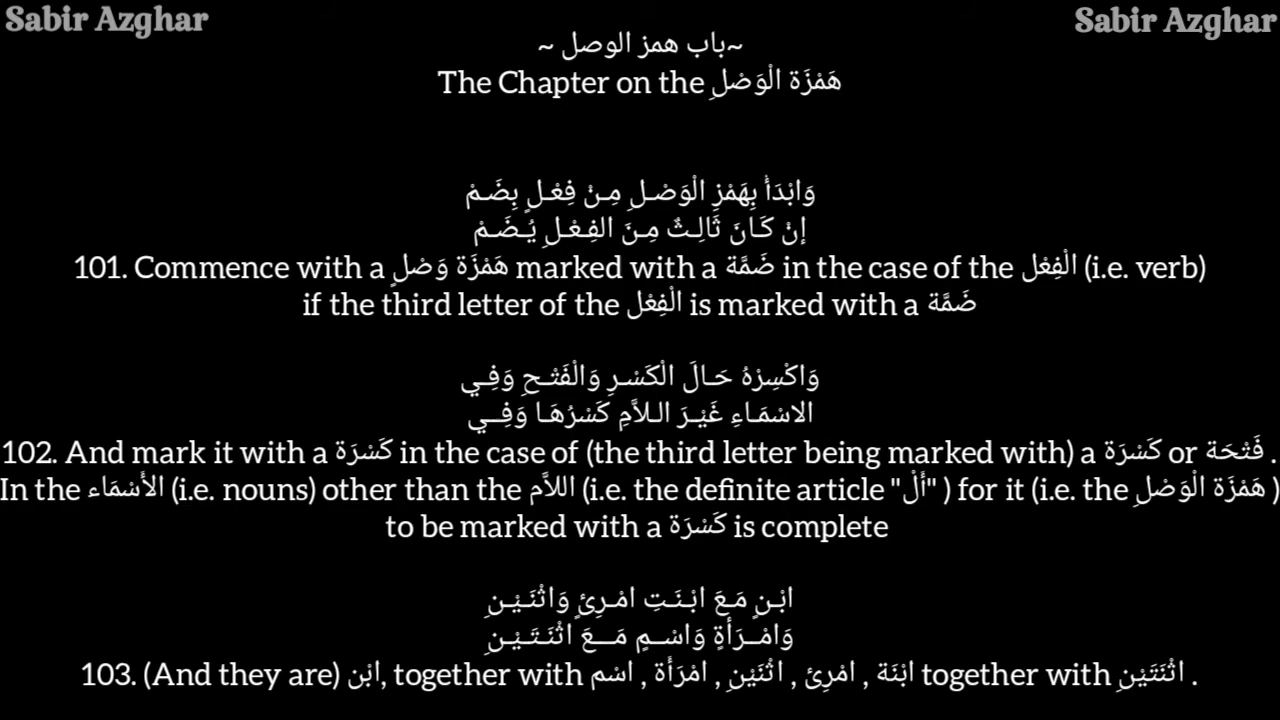 Sabir Azghar
Sabir Azghar
~باب همز الوصل ~
The Chapter on the هَمْزَة الْوَصْلِ
وَابْدَأْ بِهَمْزِ الْوَصْلِ مِنْ فِعْلٍ بِضَمْ
إنْ كَانَ ثَالِثٌ مِنَ الفِعْلِ يُضَمْ
101. Commence with a هَمْزَة وَصْلٍ marked with a ضَمَّة in the case of the الْفِعْل (i.e. verb)
if the third letter of the الْفِعْل is marked with a ضَمَّة
وَاكْسِرْهُ حَالَ الْكَسْرِ وَالْفَتْحِ وَفِي
الاسْمَاءِ غَيْرَ اللاَّمِ كَسْرُهَا وَفِي
102. And mark it with a كَسْرَة in the case of (the third letter being marked with) a كَسْرَة or فَتْحَة .
In the الأَسْمَاء (i.e. nouns) other than the اللاَّم (i.e. the definite article "أَلْ" ) for it (i.e. the هَمْزَة الْوَصْلِ )
to be marked with a كَسْرَة is complete
ابْنٍ مَعَ ابْنَتِ امْرِئٍ وَاثْنَيْنِ
وَامْرَأةٍ وَاسْمٍ مَعَ اثْنَتَيْنِ
103. (And they are) ابْن, together with ابْنَة , امْرِئ , اثْنَيْنِ , امْرَأَة , اسْم together with اثْنَتَيْنِ .